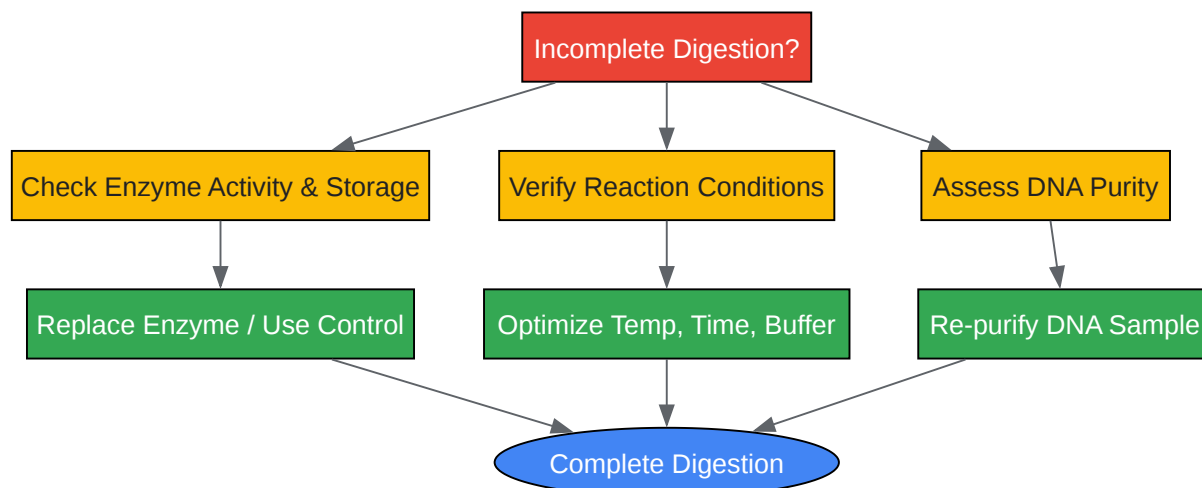 Incomplete Digestion?
Check Enzyme Activity & Storage
Verify Reaction Conditions
Assess DNA Purity
Replace Enzyme / Use Control
Optimize Temp, Time, Buffer
Re-purify DNA Sample
Complete Digestion